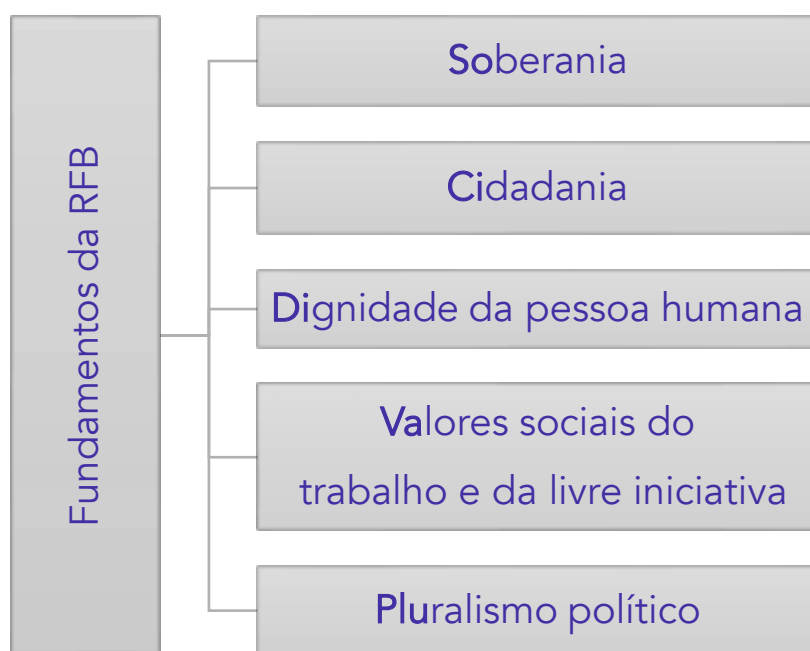 Fundamentos da RFB
Soberania
Cidadania
Dignidade da pessoa humana
Valores sociais do
trabalho e da livre iniciativa
Pluralismo político